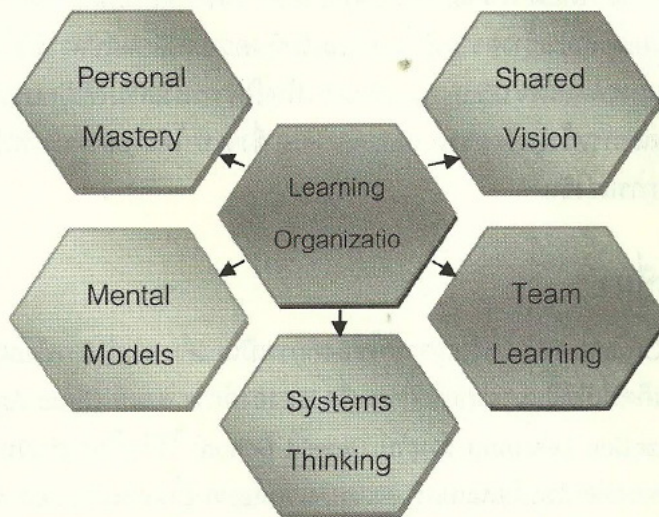 Personal
Mastery
Shared
Vision
Learning
Organizatio
Mental
Models
Team
Learning
Systems
Thinking